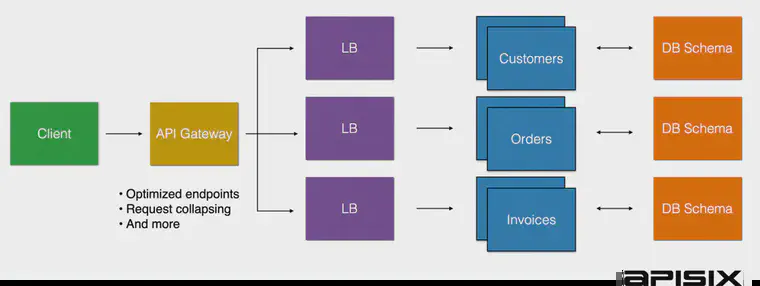 LB
Customers
DB Schema
Client
API Gateway
LB
Orders
DB Schema
• Optimized endpoints
• Request collapsing
• And more
LB
Invoices
DB Schema
APISIX